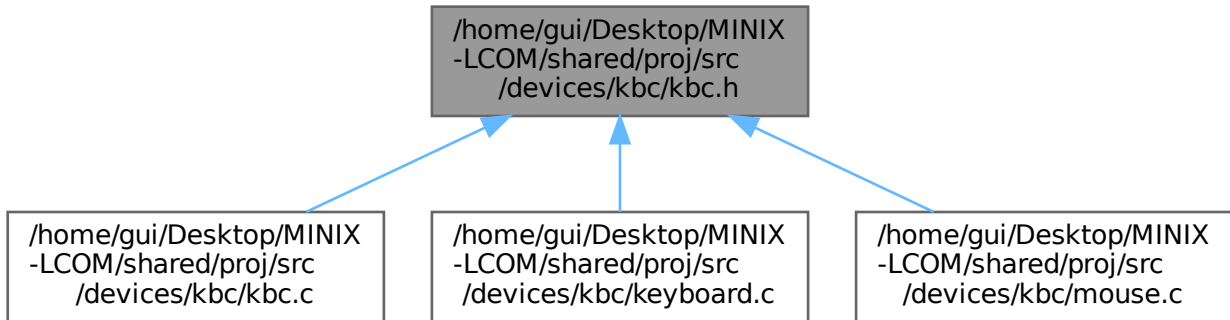 /home/gui/Desktop/MINIX
-LCOM/shared/proj/src
/devices/kbc/kbc.h
/home/gui/Desktop/MINIX
-LCOM/shared/proj/src
/devices/kbc/kbc.c
/home/gui/Desktop/MINIX
-LCOM/shared/proj/src
/devices/kbc/keyboard.c
/home/gui/Desktop/MINIX
-LCOM/shared/proj/src
/devices/kbc/mouse.c